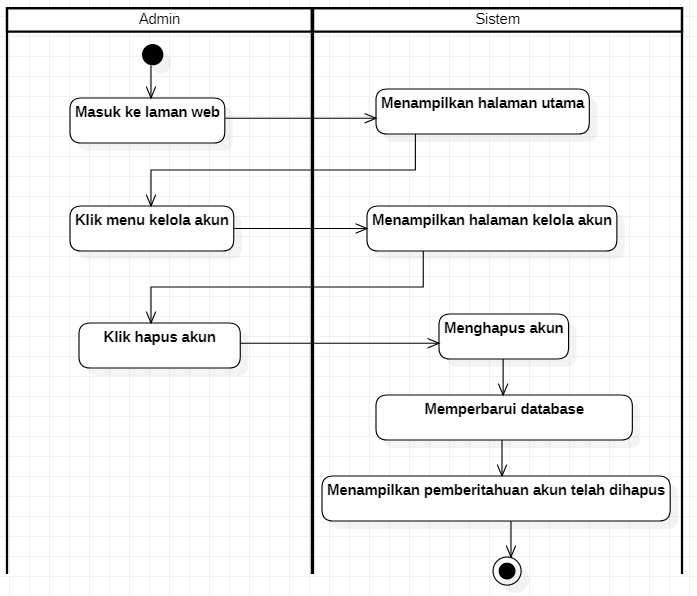 Admin
Sistem
Masuk ke laman web
Menampilkan halaman utama
Klik menu kelola akun
Menampilkan halaman kelola akun
Klik hapus akun
Menghapus akun
Memperbarui database
Menampilkan pemberitahuan akun telah dihapus